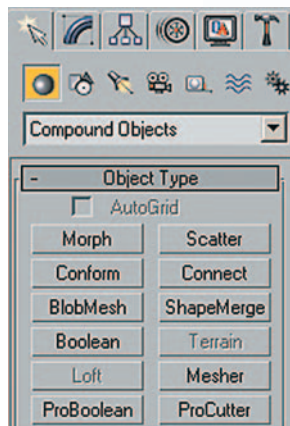 Compound Objects
- Object Type
AutoGrid
Morph Scatter
Conform Connect
BlobMesh ShapeMerge
Boolean Terrain
Loft Mesher
ProBoolean ProCutter